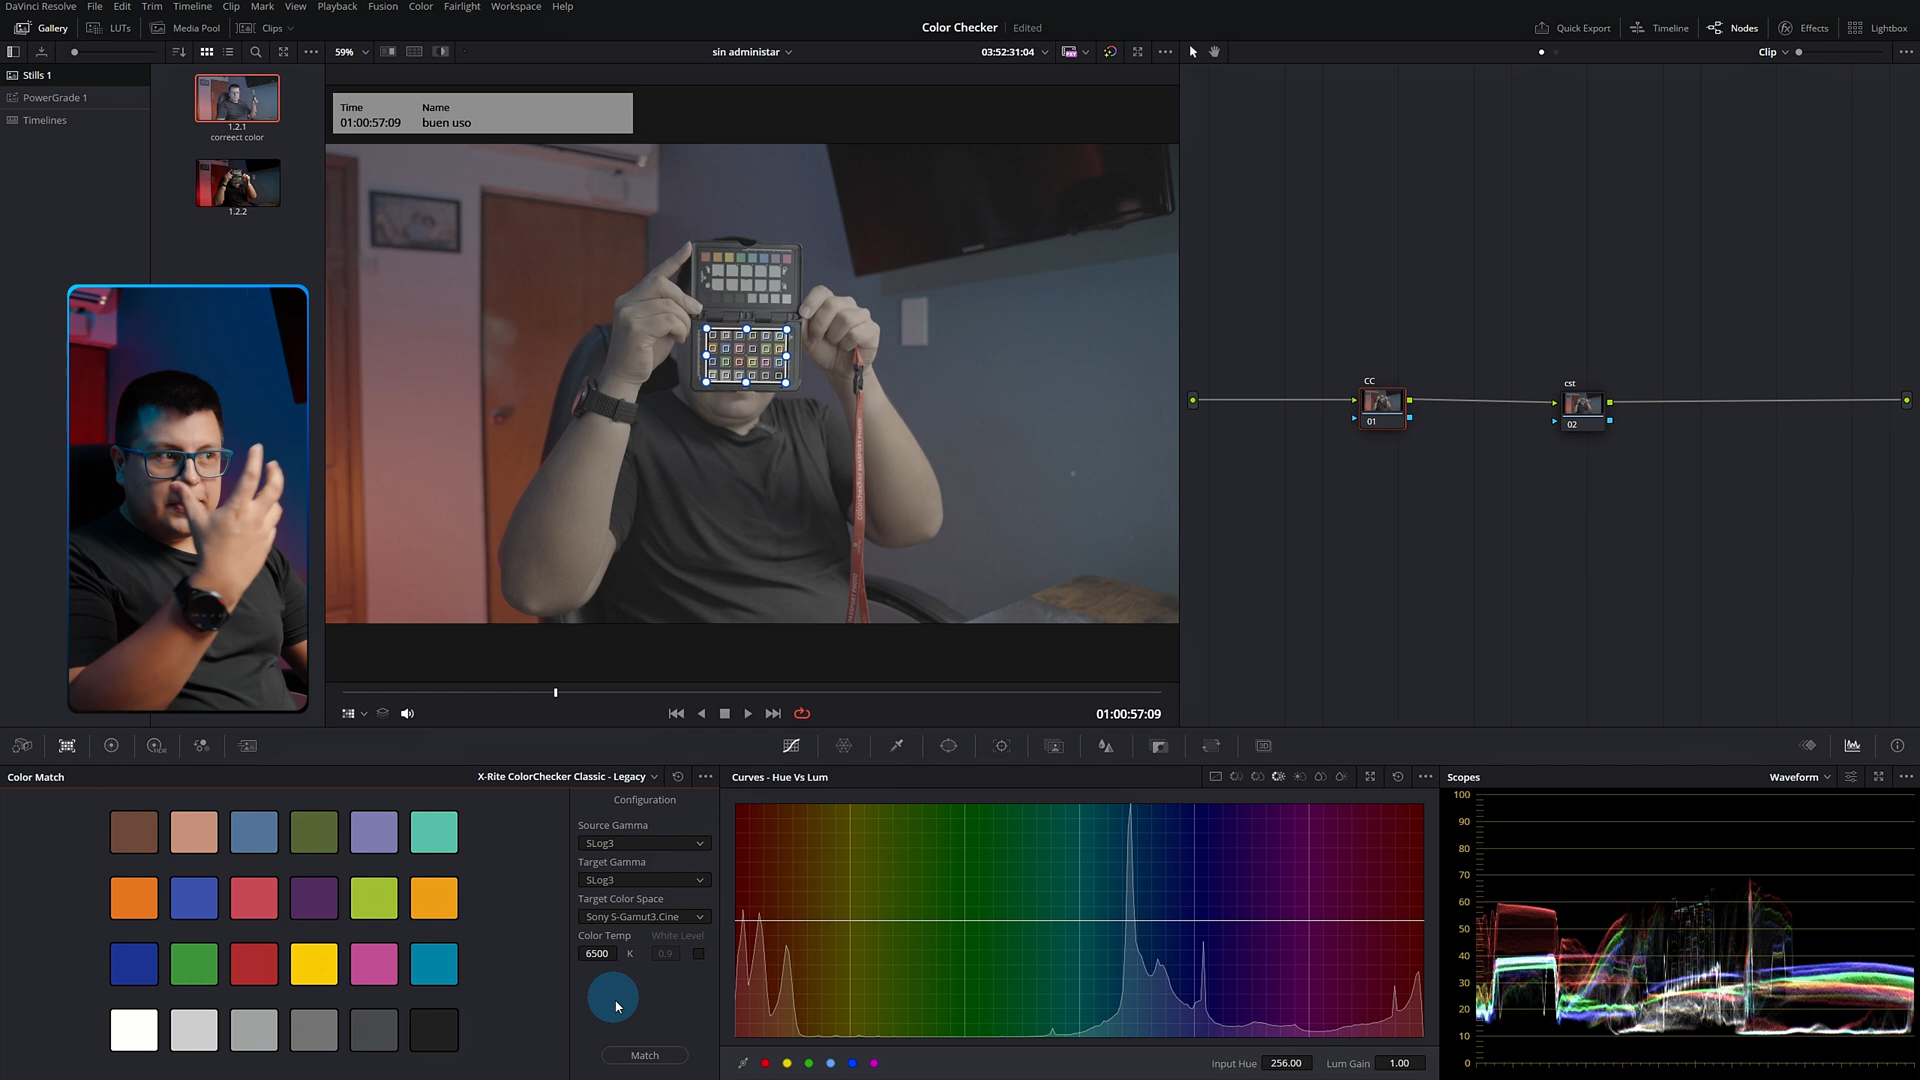 DaVinci Resolve File Edit Trim Timeline Clip Mark View Playback Fusion Color Fairlight Workspace Help
Gallery LUTs Media Pool Clips Color Checker Edited Quick Export Timeline Nodes Effects Lightbox
59% sin administar 03:52:31:04 Clip
Stills 1
PowerGrade 1
Timelines
1.2.1
correect color
1.2.2
Time Name
01:00:57:09 buen uso
CC
01
cst
02
01:00:57:09
Color Match X-Rite ColorChecker Classic - Legacy
Configuration
Source Gamma
SLog3
Target Gamma
SLog3
Target Color Space
Sony S-Gamut3.Cine
Color Temp White Level
6500 K 0.9
Match
Curves - Hue Vs Lum
Input Hue 256.00 Lum Gain 1.00
Scopes Waveform
100
90
80
70
60
50
40
30
20
10
0
HDR
3D
colorchecker PASSPORT PHOTO